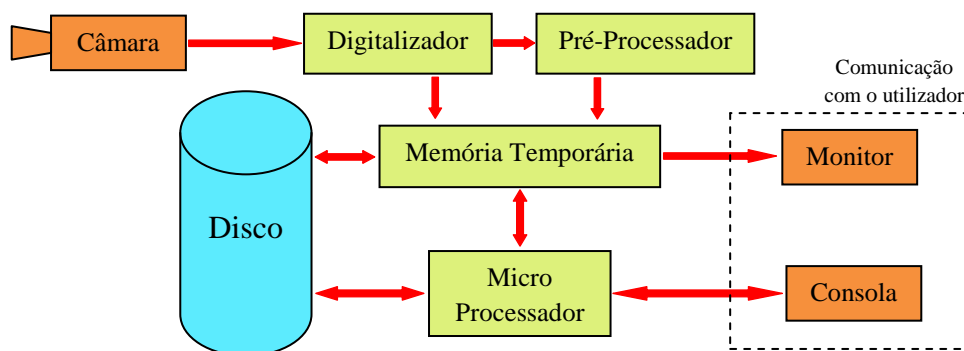 Câmara
Digitalizador
Pré-Processador
Comunicação
com o utilizador
Memória Temporária
Monitor
Disco
Micro
Processador
Consola